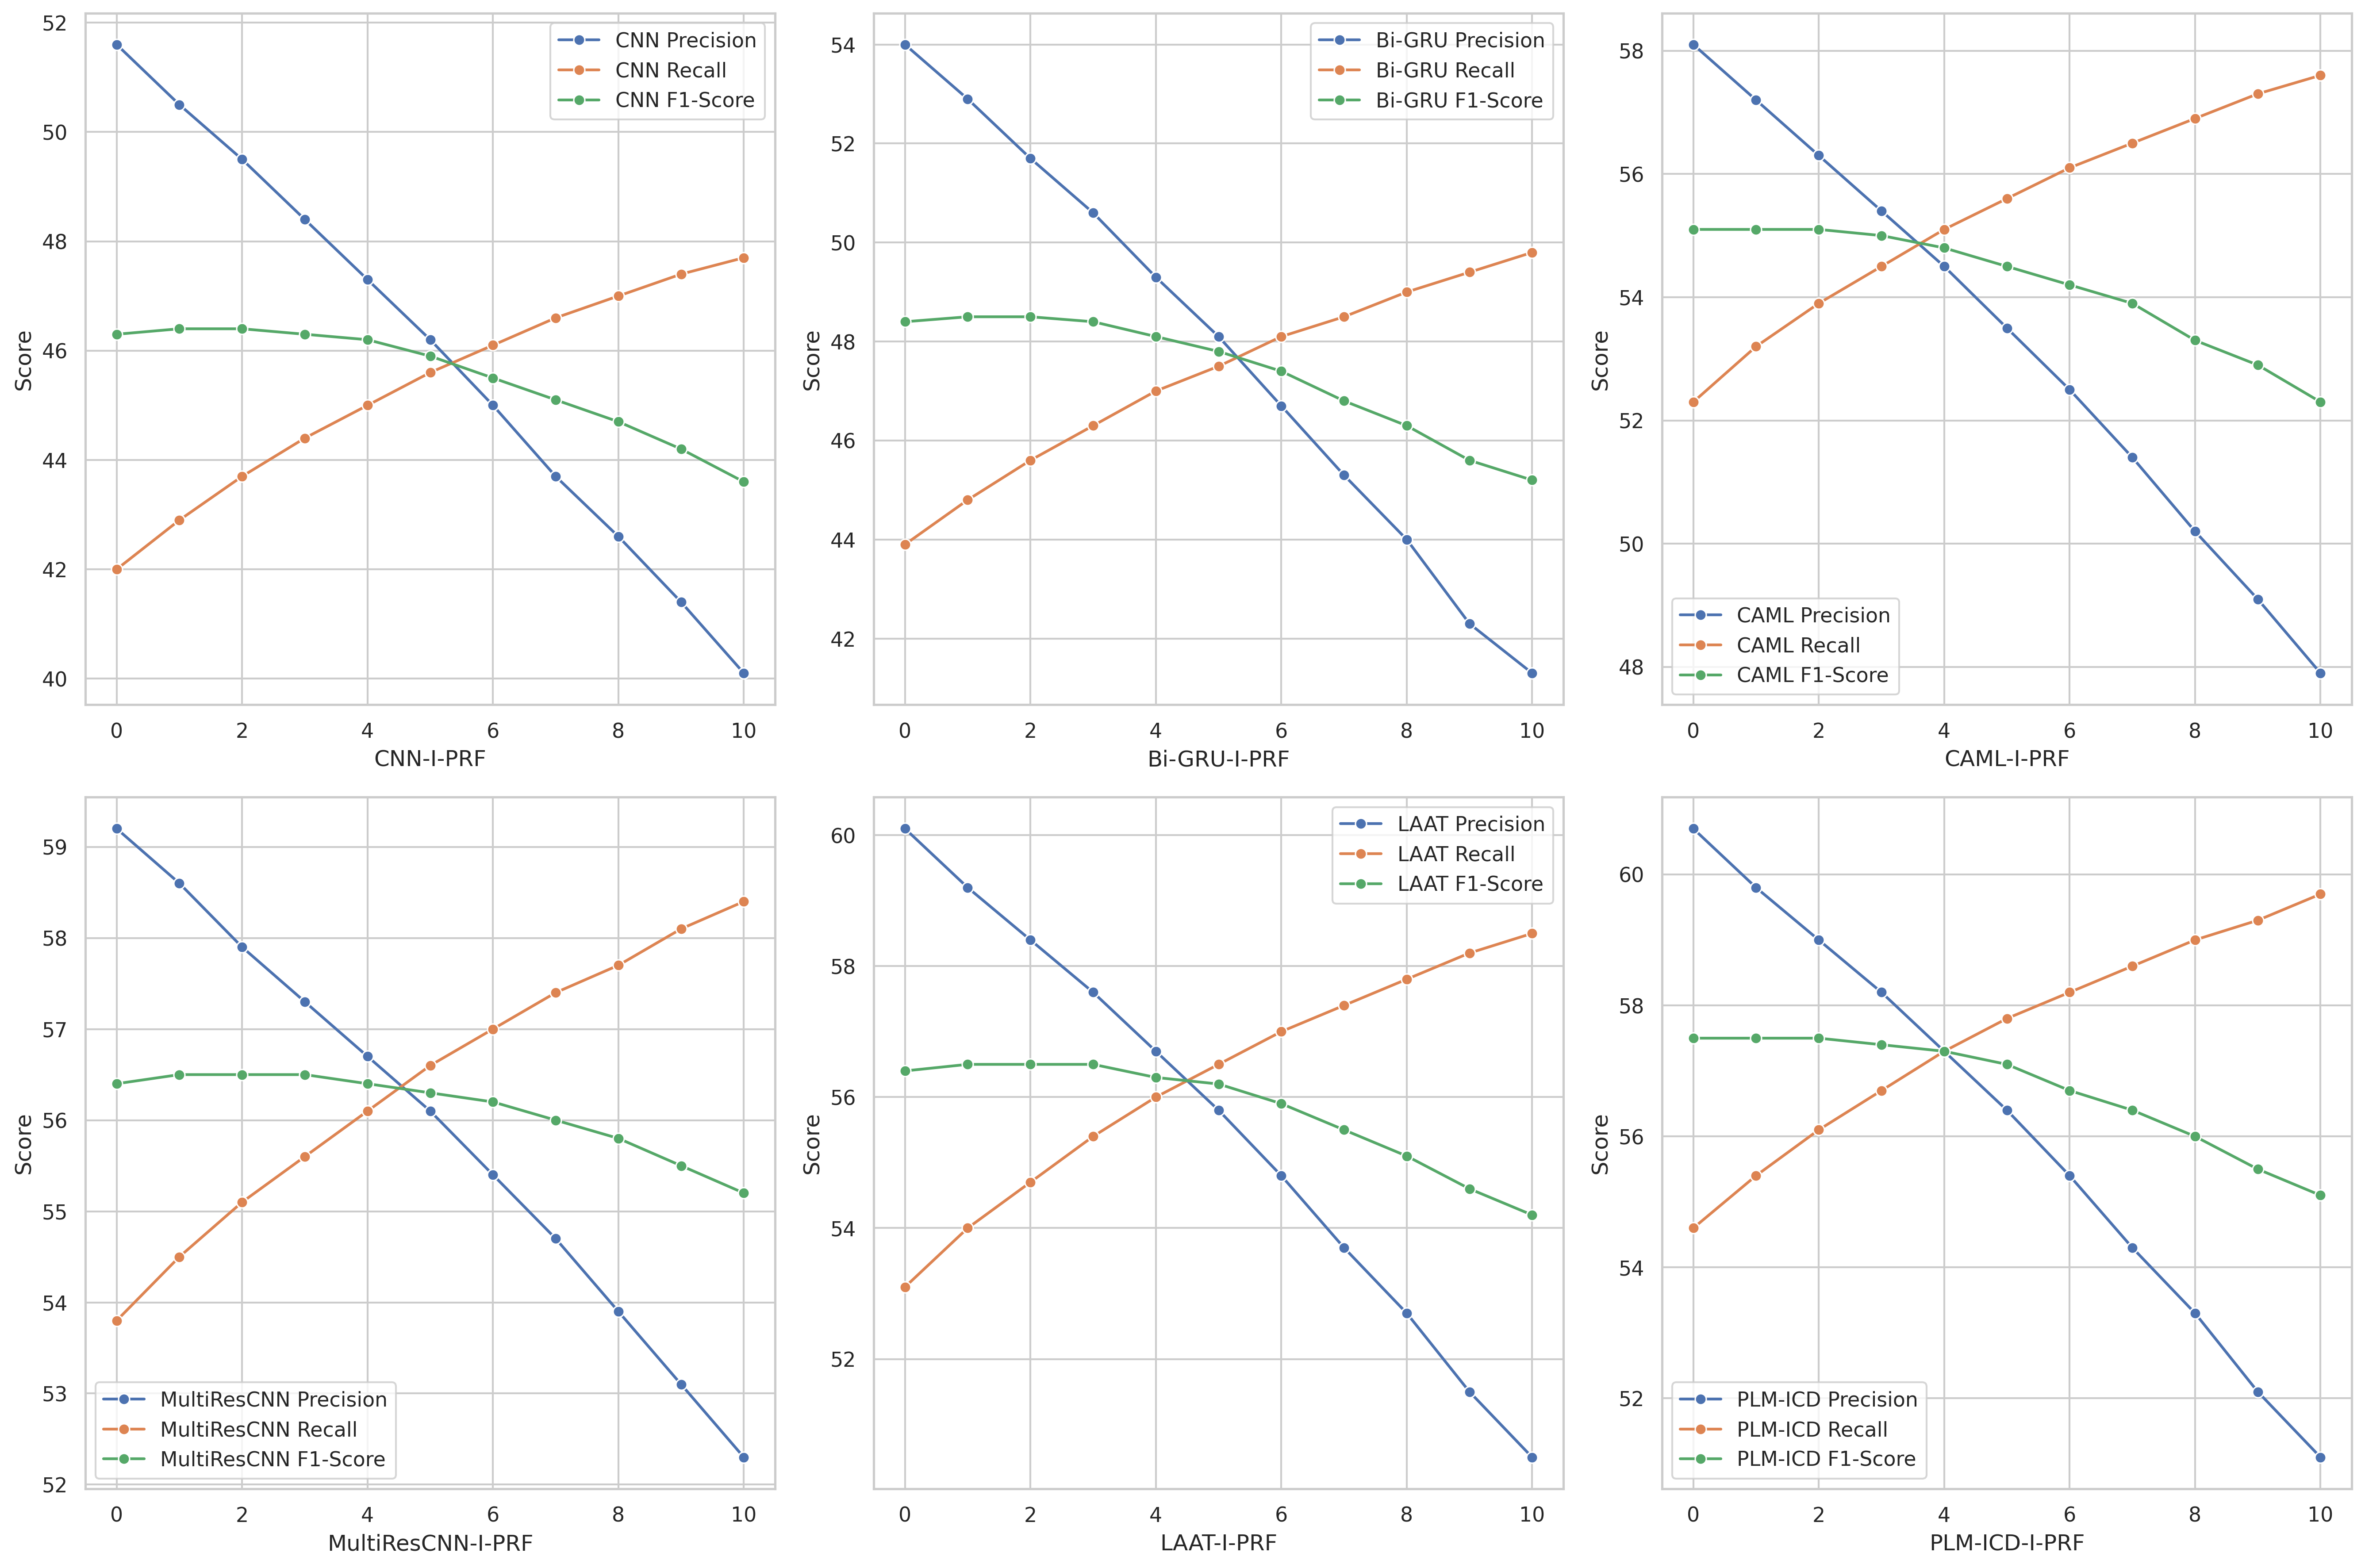 52
50
48
46
44
42
40
Score
CNN Precision
CNN Recall
CNN F1-Score
0 2 4 6 8 10
CNN-I-PRF
54
52
50
48
46
44
42
Score
Bi-GRU Precision
Bi-GRU Recall
Bi-GRU F1-Score
0 2 4 6 8 10
Bi-GRU-I-PRF
58
56
54
52
50
48
Score
CAML Precision
CAML Recall
CAML F1-Score
0 2 4 6 8 10
CAML-I-PRF
59
58
57
56
55
54
53
52
Score
MultiResCNN Precision
MultiResCNN Recall
MultiResCNN F1-Score
0 2 4 6 8 10
MultiResCNN-I-PRF
60
58
56
54
52
Score
LAAT Precision
LAAT Recall
LAAT F1-Score
0 2 4 6 8 10
LAAT-I-PRF
60
58
56
54
52
Score
PLM-ICD Precision
PLM-ICD Recall
PLM-ICD F1-Score
0 2 4 6 8 10
PLM-ICD-I-PRF